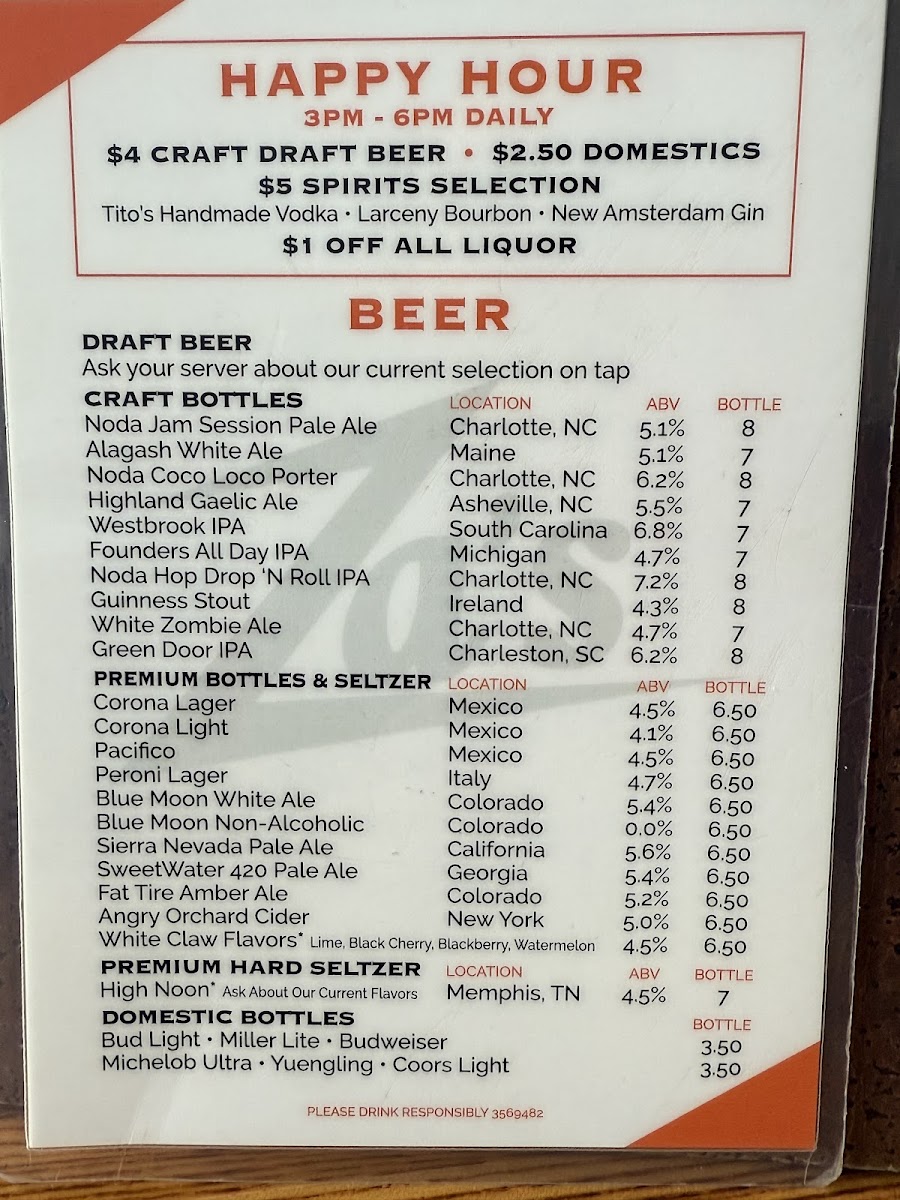 HAPPY HOUR
3PM - 6PM DAILY
$4 CRAFT DRAFT BEER • $2.50 DOMESTICS
$5 SPIRITS SELECTION
Tito's Handmade Vodka • Larceny Bourbon • New Amsterdam Gin
$1 OFF ALL LIQUOR
BEER
DRAFT BEER
Ask your server about our current selection on tap
CRAFT BOTTLES LOCATION ABV BOTTLE
Noda Jam Session Pale Ale Charlotte, NC 5.1% 8
Alagash White Ale Maine 5.1% 7
Noda Coco Loco Porter Charlotte, NC 6.2% 8
Highland Gaelic Ale Asheville, NC 5.5% 7
Westbrook IPA South Carolina 6.8% 7
Founders All Day IPA Michigan 4.7% 7
Noda Hop Drop 'N Roll IPA Charlotte, NC 7.2% 8
Guinness Stout Ireland 4.3% 8
White Zombie Ale Charlotte, NC 4.7% 7
Green Door IPA Charleston, SC 6.2% 8
PREMIUM BOTTLES & SELTZER LOCATION ABV BOTTLE
Corona Lager Mexico 4.5% 6.50
Corona Light Mexico 4.1% 6.50
Pacifico Mexico 4.5% 6.50
Peroni Lager Italy 4.7% 6.50
Blue Moon White Ale Colorado 5.4% 6.50
Blue Moon Non-Alcoholic Colorado 0.0% 6.50
Sierra Nevada Pale Ale California 5.6% 6.50
SweetWater 420 Pale Ale Georgia 5.4% 6.50
Fat Tire Amber Ale Colorado 5.2% 6.50
Angry Orchard Cider New York 5.0% 6.50
White Claw Flavors* Lime, Black Cherry, Blackberry, Watermelon 4.5% 6.50
PREMIUM HARD SELTZER LOCATION ABV BOTTLE
High Noon* Ask About Our Current Flavors Memphis, TN 4.5% 7
DOMESTIC BOTTLES BOTTLE
Bud Light • Miller Lite • Budweiser 3.50
Michelob Ultra • Yuengling • Coors Light 3.50
PLEASE DRINK RESPONSIBLY 3569482
Za's